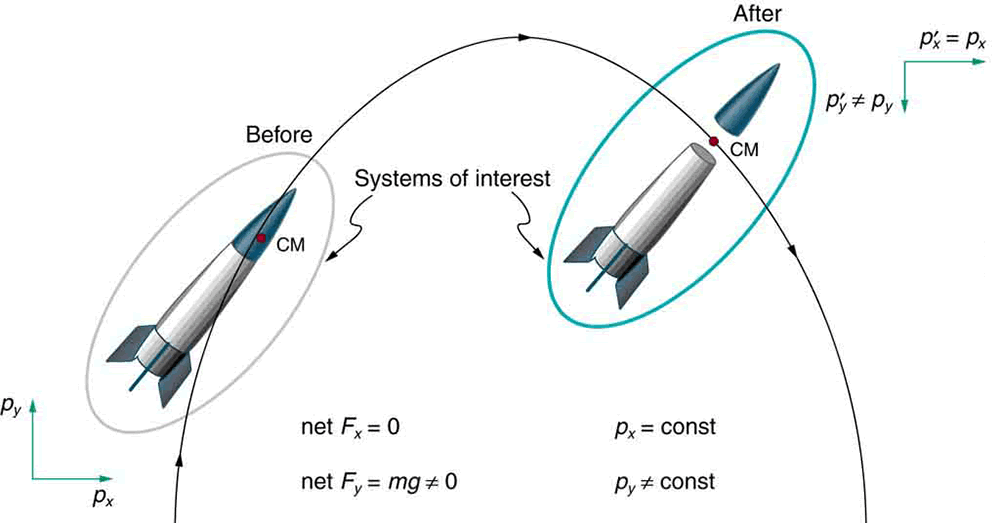 After
p′x = px
p′y ≠ py
CM
Before
Systems of interest
CM
py
px
net Fx = 0
px = const
net Fy = mg ≠ 0
py ≠ const